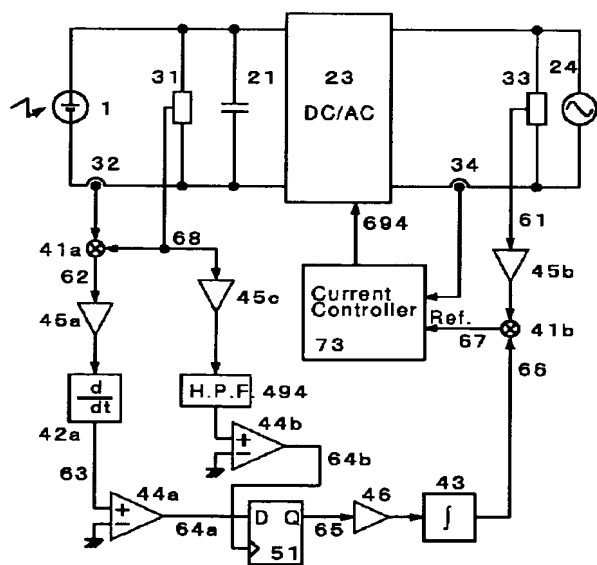 31
21
23
DC/AC
33
24
1
32
34
41a
68
62
694
61
45a
45c
Current
Controller
73
Ref.
67
45b
41b
66
d
dt
42a
H.P.F.
494
+
−
44b
64b
63
44a
+
−
64a
D Q
51
65
46
43
∫